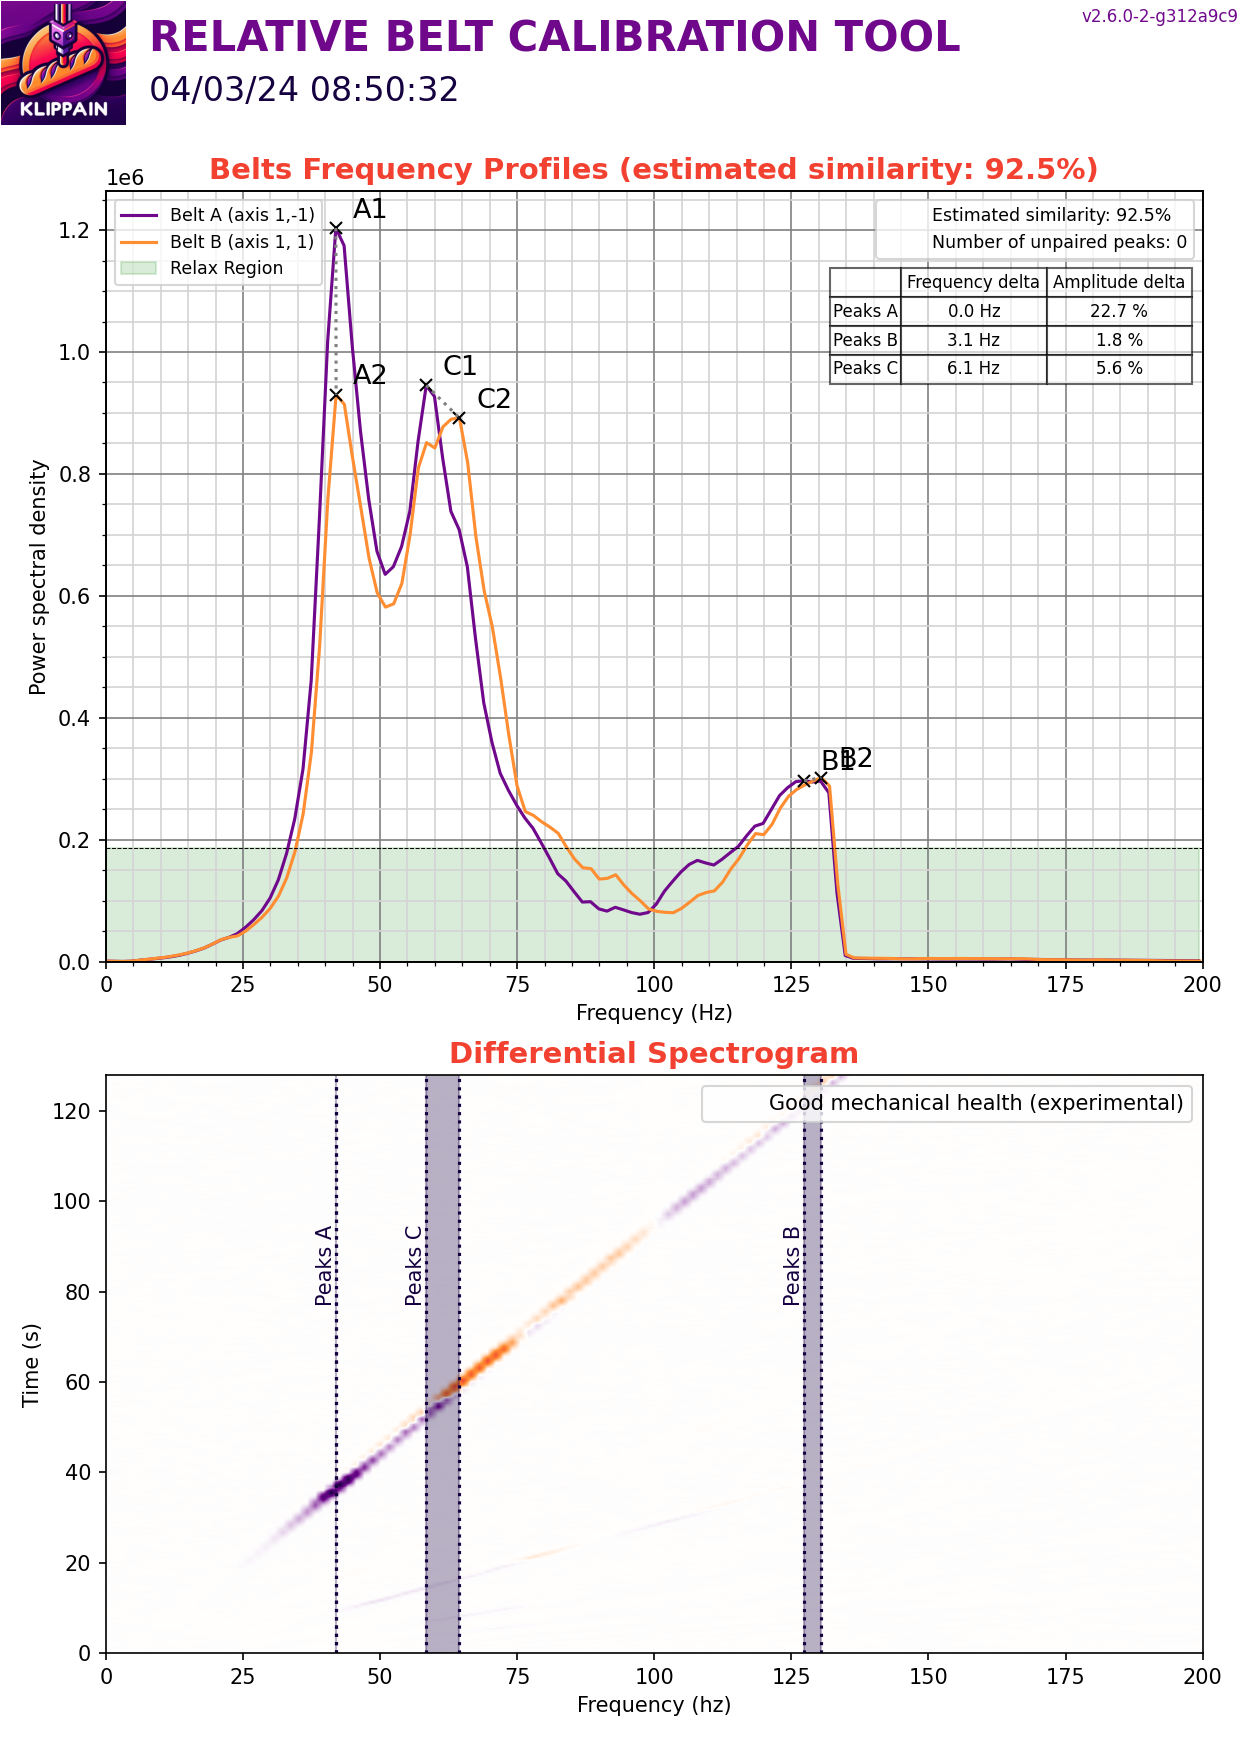 KLIPPAIN
RELATIVE BELT CALIBRATION TOOL
v2.6.0-2-g312a9c9
04/03/24 08:50:32
Belts Frequency Profiles (estimated similarity: 92.5%)
1e6
Belt A (axis 1,-1)
Belt B (axis 1, 1)
Relax Region
Estimated similarity: 92.5%
Number of unpaired peaks: 0
Frequency delta Amplitude delta
Peaks A 0.0 Hz 22.7 %
Peaks B 3.1 Hz 1.8 %
Peaks C 6.1 Hz 5.6 %
A1
A2
C1
C2
B1
B2
Power spectral density
1.2
1.0
0.8
0.6
0.4
0.2
0.0
0 25 50 75 100 125 150 175 200
Frequency (Hz)
Differential Spectrogram
Good mechanical health (experimental)
Peaks A
Peaks C
Peaks B
Time (s)
120
100
80
60
40
20
0
0 25 50 75 100 125 150 175 200
Frequency (hz)